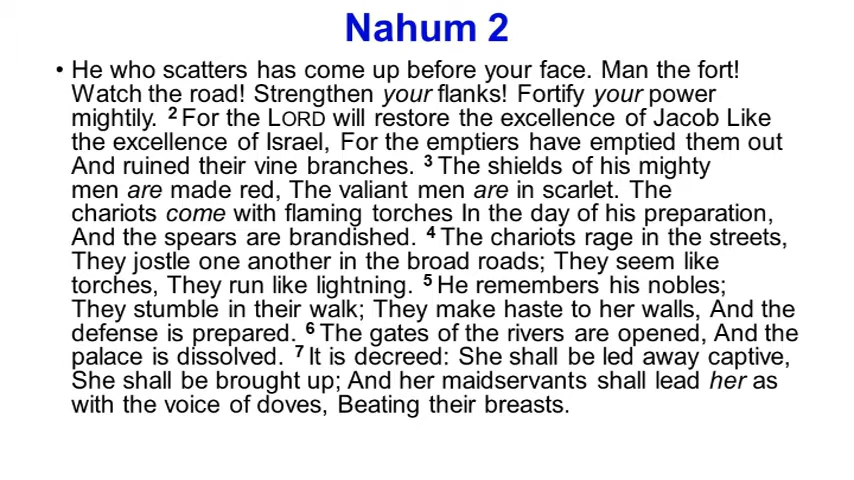 Nahum 2
• He who scatters has come up before your face. Man the fort!
Watch the road! Strengthen your flanks! Fortify your power
mightily. 2 For the LORD will restore the excellence of Jacob Like
the excellence of Israel, For the emptiers have emptied them out
And ruined their vine branches. 3 The shields of his mighty
men are made red, The valiant men are in scarlet. The
chariots come with flaming torches In the day of his preparation,
And the spears are brandished. 4 The chariots rage in the streets,
They jostle one another in the broad roads; They seem like
torches, They run like lightning. 5 He remembers his nobles;
They stumble in their walk; They make haste to her walls, And the
defense is prepared. 6 The gates of the rivers are opened, And the
palace is dissolved. 7 It is decreed: She shall be led away captive,
She shall be brought up; And her maidservants shall lead her as
with the voice of doves, Beating their breasts.